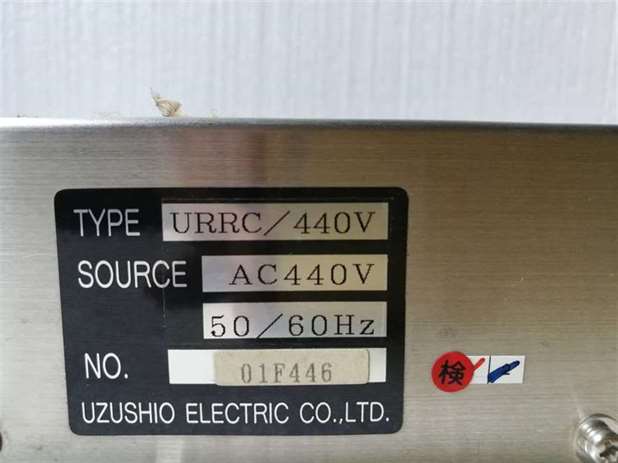 TYPE URRC/440V
SOURCE AC440V
50/60Hz
NO. 01F446
検
UZUSHIO ELECTRIC CO.,LTD.